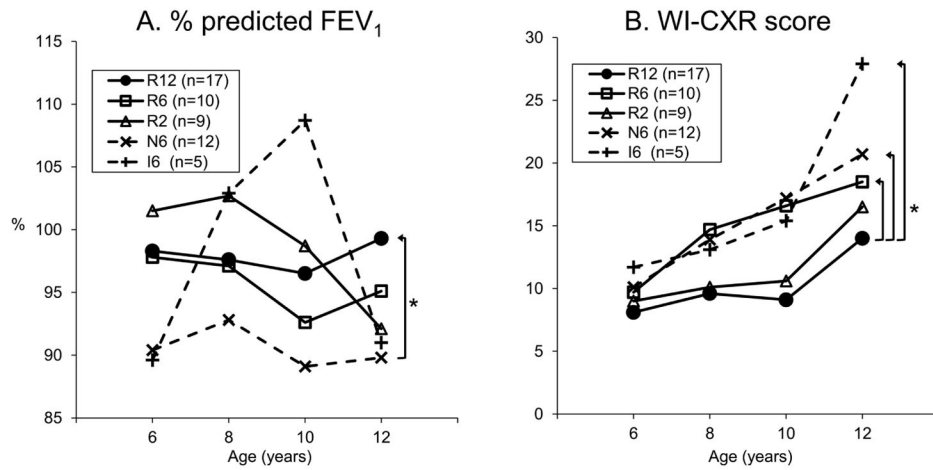 A. % predicted FEV₁
115
110
105
100
%
95
90
85
R12 (n=17)
R6 (n=10)
R2 (n=9)
N6 (n=12)
I6 (n=5)
*
6 8 10 12
Age (years)
B. WI-CXR score
30
25
20
15
10
5
0
R12 (n=17)
R6 (n=10)
R2 (n=9)
N6 (n=12)
I6 (n=5)
*
6 8 10 12
Age (years)